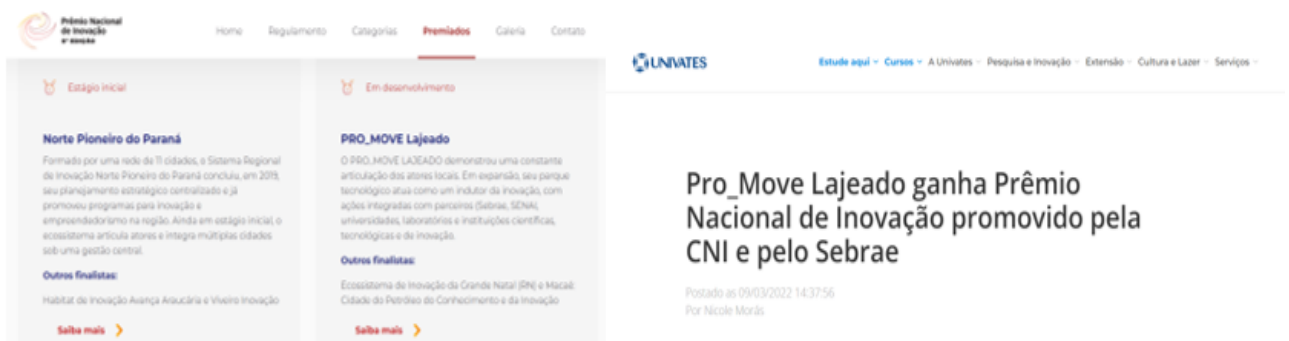 Prêmio Nacional
de Inovação
Home Regulamento Categorias Premiados Galeria Contato
Estágio inicial
Norte Pioneiro do Paraná
Formado por uma rede de 11 cidades, o Sistema Regional
de Inovação Norte Pioneiro do Paraná concluiu, em 2019,
seu planejamento estratégico centralizado e já
promoveu programas para inovação e
empreendedorismo na região. Ainda em estágio inicial, o
ecossistema articula atores e integra múltiplas cidades
sob uma gestão central.
Outros finalistas:
Habitat de Inovação Avança Araucária e Viveiro Inovação
Saiba mais
Em desenvolvimento
PRO_MOVE Lajeado
O PRO_MOVE LAJEADO demonstrou uma constante
articulação dos atores locais. Em expansão, seu parque
tecnológico atua como um indutor da inovação, com
ações integradas com parceiros (Sebrae, SENAI,
universidades, laboratórios e instituições científicas,
tecnológicas e de inovação.
Outros finalistas:
Ecossistema de Inovação da Grande Natal (RN) e Macaé:
Cidade do Petróleo do Conhecimento e da Inovação
Saiba mais
UNIVATES
Estude aqui Cursos A Univates Pesquisa e Inovação Extensão Cultura e Lazer Serviços
Pro_Move Lajeado ganha Prêmio
Nacional de Inovação promovido pela
CNI e pelo Sebrae
Postado as 09/03/2022 14:37:56
Por Nicole Morás